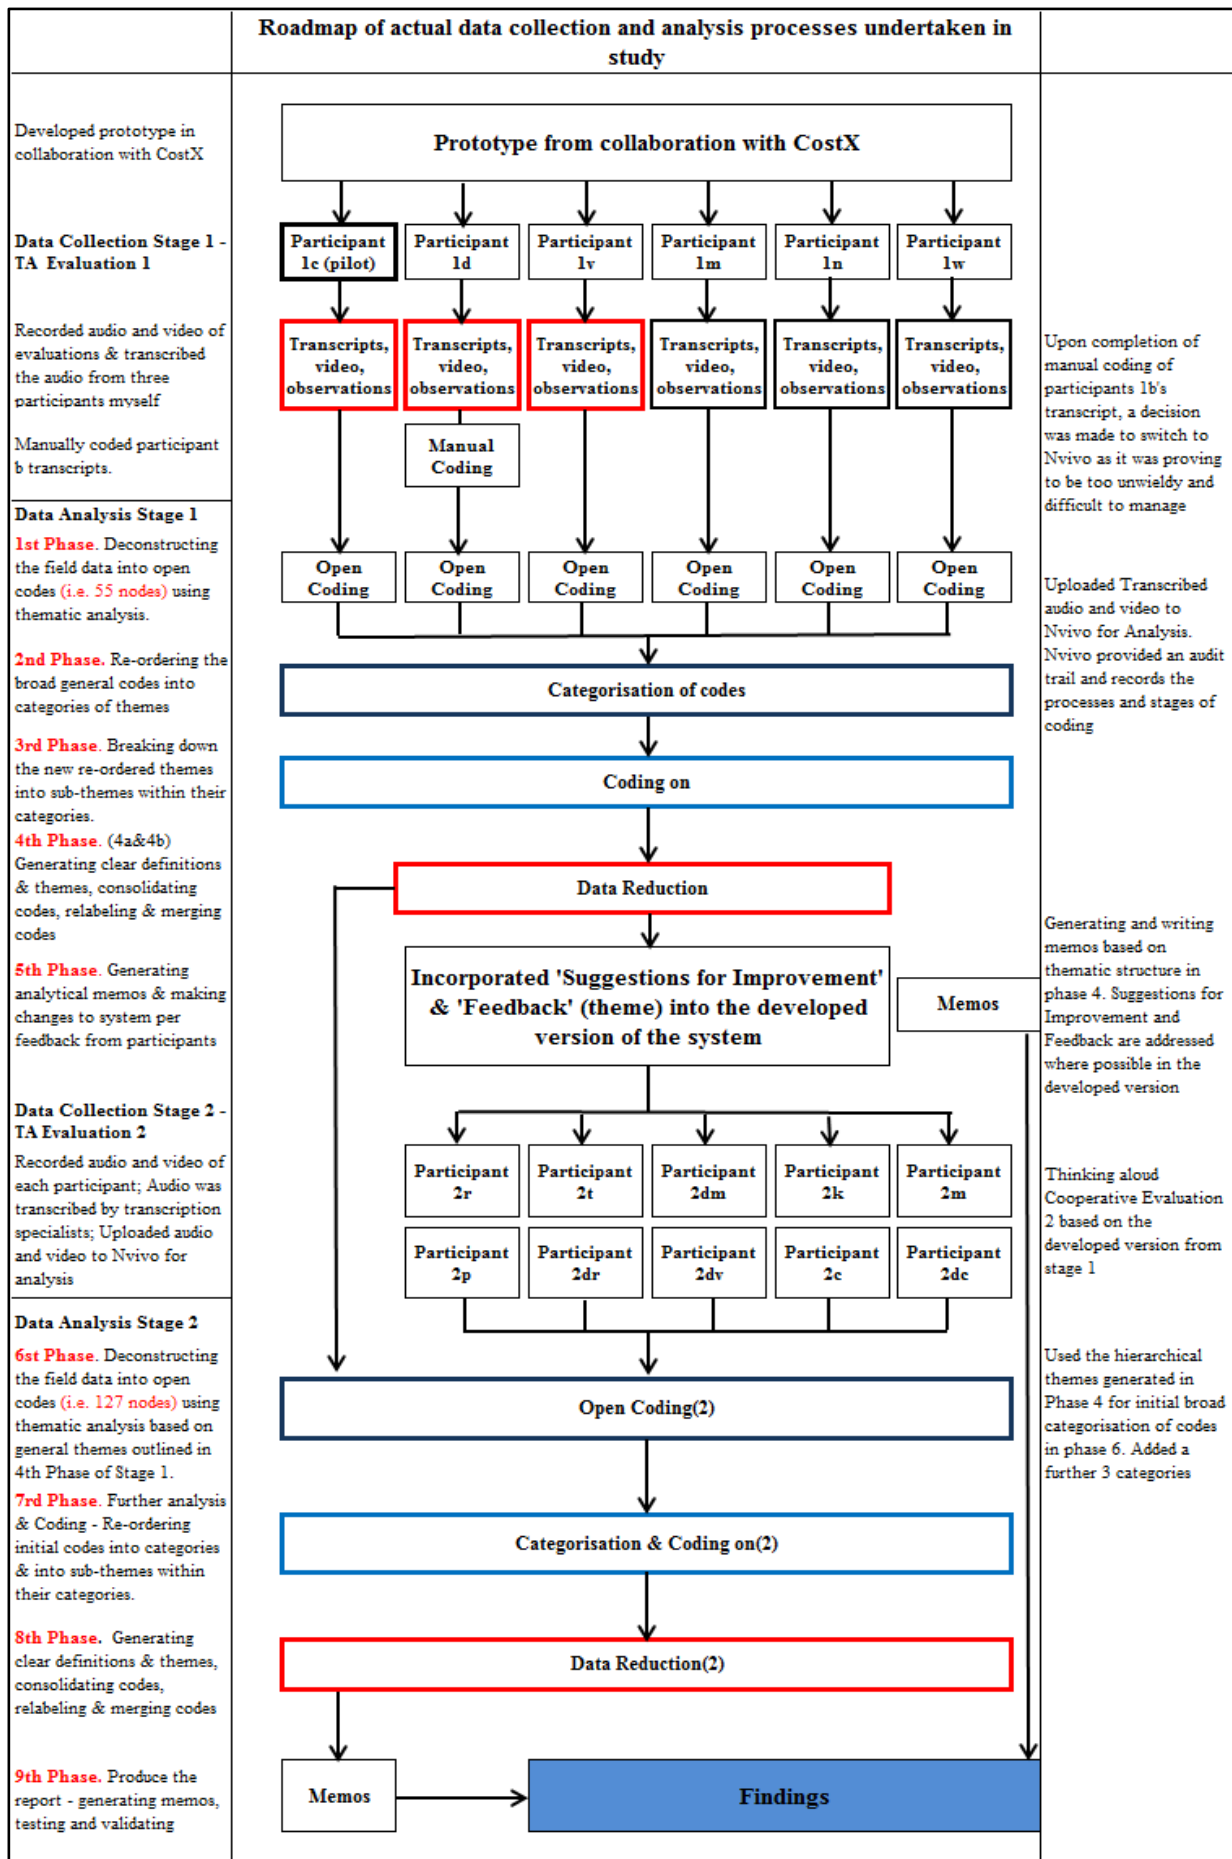 Roadmap of actual data collection and analysis processes undertaken in
study
Developed prototype in
collaboration with CostX
Prototype from collaboration with CostX
Data Collection Stage 1 -
TA Evaluation 1
Participant
1c (pilot)
Participant
1d
Participant
1v
Participant
1m
Participant
1n
Participant
1w
Recorded audio and video of
evaluations & transcribed
the audio from three
participants myself
Manually coded participant
b transcripts.
Transcripts,
video,
observations
Transcripts,
video,
observations
Transcripts,
video,
observations
Transcripts,
video,
observations
Transcripts,
video,
observations
Transcripts,
video,
observations
Manual
Coding
Upon completion of
manual coding of
participants 1b's
transcript, a decision
was made to switch to
Nvivo as it was proving
to be too unwieldy and
difficult to manage
Data Analysis Stage 1
1st Phase. Deconstructing
the field data into open
codes (i.e. 55 nodes) using
thematic analysis.
Open
Coding
Open
Coding
Open
Coding
Open
Coding
Open
Coding
Open
Coding
Uploaded Transcribed
audio and video to
Nvivo for Analysis.
Nvivo provided an audit
trail and records the
processes and stages of
coding
2nd Phase. Re-ordering the
broad general codes into
categories of themes
Categorisation of codes
3rd Phase. Breaking down
the new re-ordered themes
into sub-themes within their
categories.
Coding on
4th Phase. (4a&4b)
Generating clear definitions
& themes, consolidating
codes, relabeling & merging
codes
Data Reduction
5th Phase. Generating
analytical memos & making
changes to system per
feedback from participants
Incorporated 'Suggestions for Improvement'
& 'Feedback' (theme) into the developed
version of the system
Memos
Generating and writing
memos based on
thematic structure in
phase 4. Suggestions for
Improvement and
Feedback are addressed
where possible in the
developed version
Data Collection Stage 2 -
TA Evaluation 2
Recorded audio and video of
each participant; Audio was
transcribed by transcription
specialists; Uploaded audio
and video to Nvivo for
analysis
Participant
2r
Participant
2t
Participant
2dm
Participant
2k
Participant
2m
Participant
2p
Participant
2dr
Participant
2dv
Participant
2c
Participant
2dc
Thinking aloud
Cooperative Evaluation
2 based on the
developed version from
stage 1
Data Analysis Stage 2
6st Phase. Deconstructing
the field data into open
codes (i.e. 127 nodes) using
thematic analysis based on
general themes outlined in
4th Phase of Stage 1.
Open Coding(2)
Used the hierarchical
themes generated in
Phase 4 for initial broad
categorisation of codes
in phase 6. Added a
further 3 categories
7rd Phase. Further analysis
& Coding - Re-ordering
initial codes into categories
& into sub-themes within
their categories.
Categorisation & Coding on(2)
8th Phase. Generating
clear definitions & themes,
consolidating codes,
relabeling & merging codes
Data Reduction(2)
9th Phase. Produce the
report - generating memos,
testing and validating
Memos
Findings